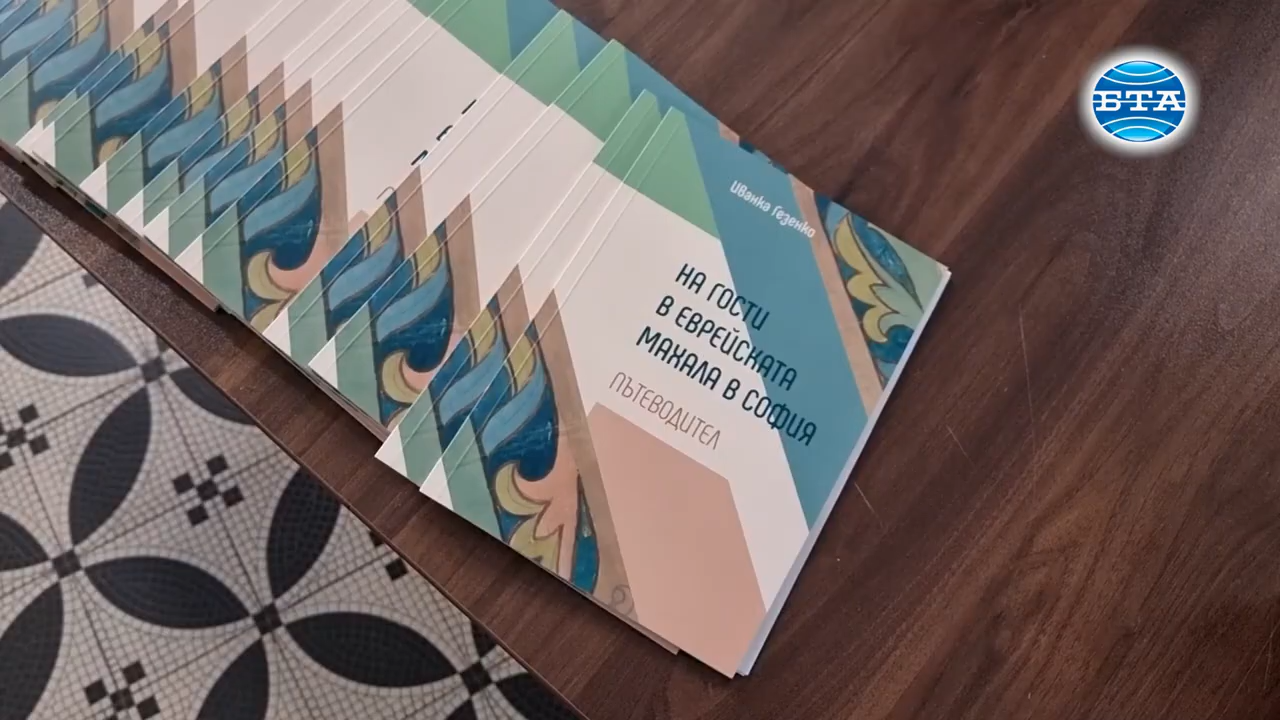 БТА
Иванка Гезенко
НА ГОСТИ
В ЕВРЕЙСКАТА
МАХАЛА В СОФИЯ
ПЪТЕВОДИТЕЛ